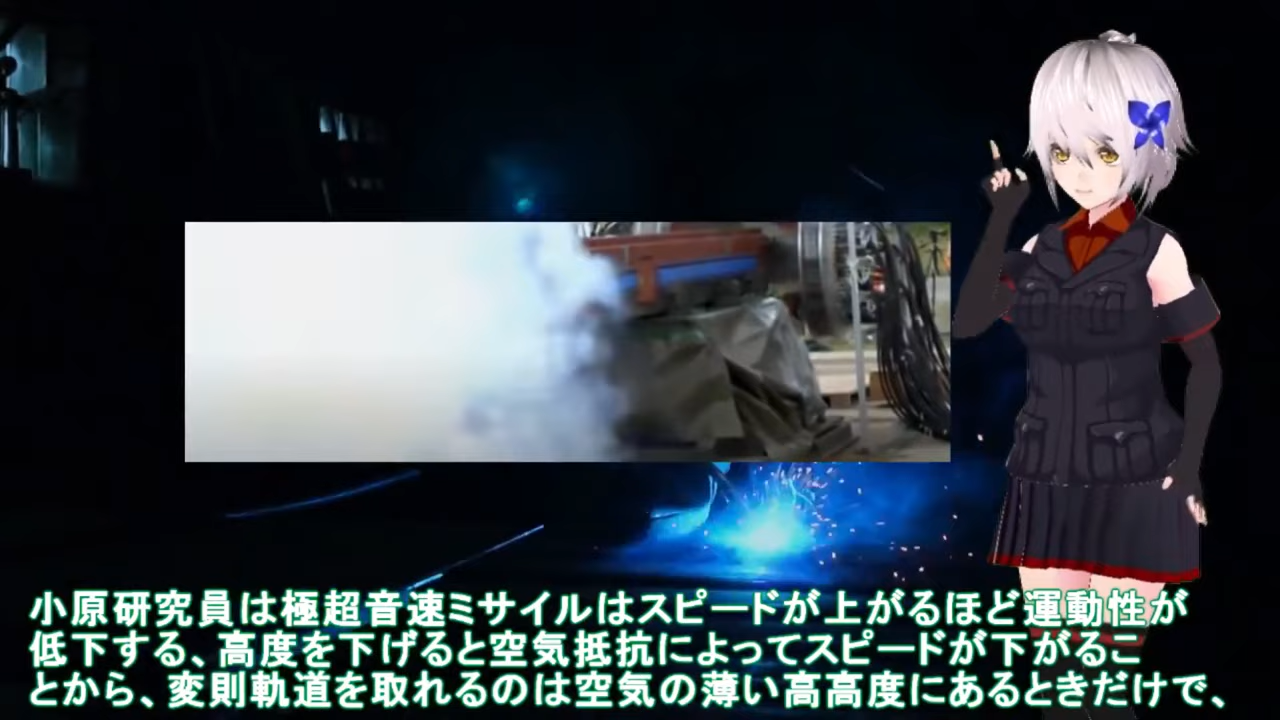 小原研究員は極超音速ミサイルはスピードが上がるほど運動性が
低下する、高度を下げると空気抵抗によってスピードが下がるこ
とから、変則軌道を取れるのは空気の薄い高高度にあるときだけで、